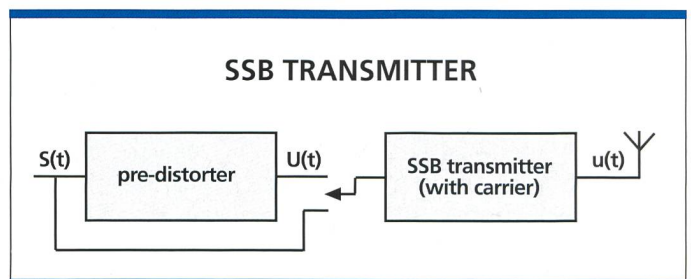 SSB TRANSMITTER
S(t)
pre-distorter
U(t)
SSB transmitter
(with carrier)
u(t)